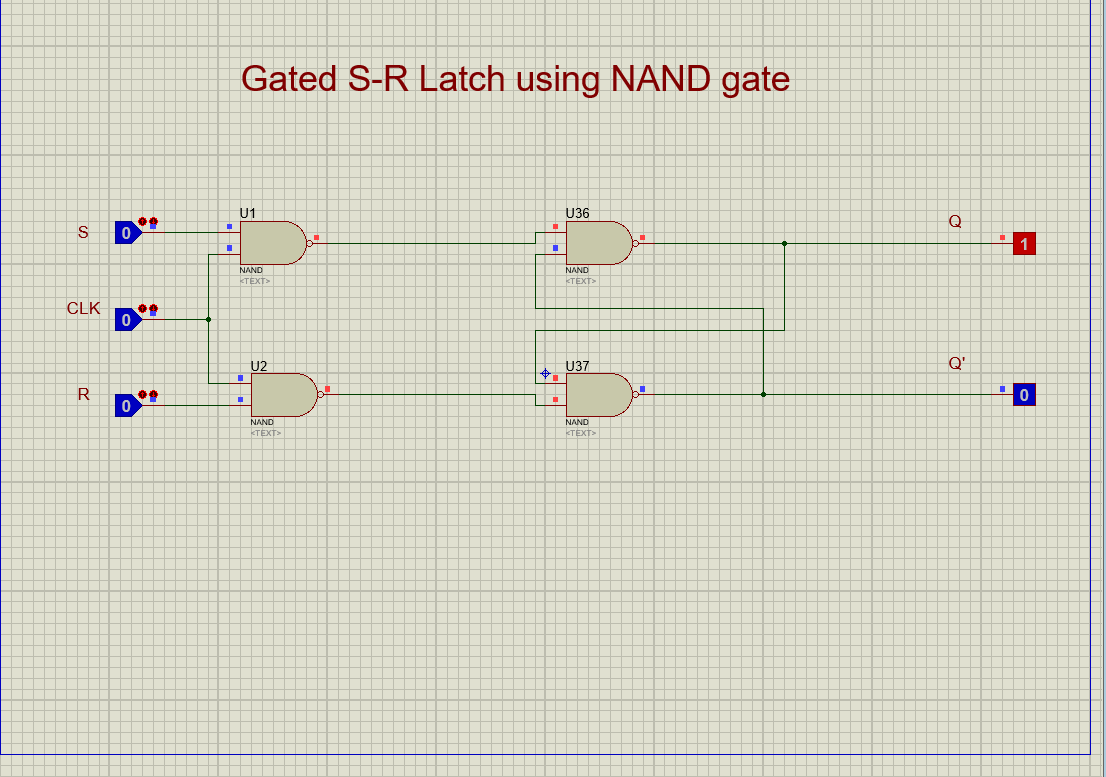 Gated S-R Latch using NAND gate
U1
U36
S
0
Q
1
NAND
<TEXT>
NAND
<TEXT>
CLK
0
U2
U37
Q'
R
0
0
NAND
<TEXT>
NAND
<TEXT>